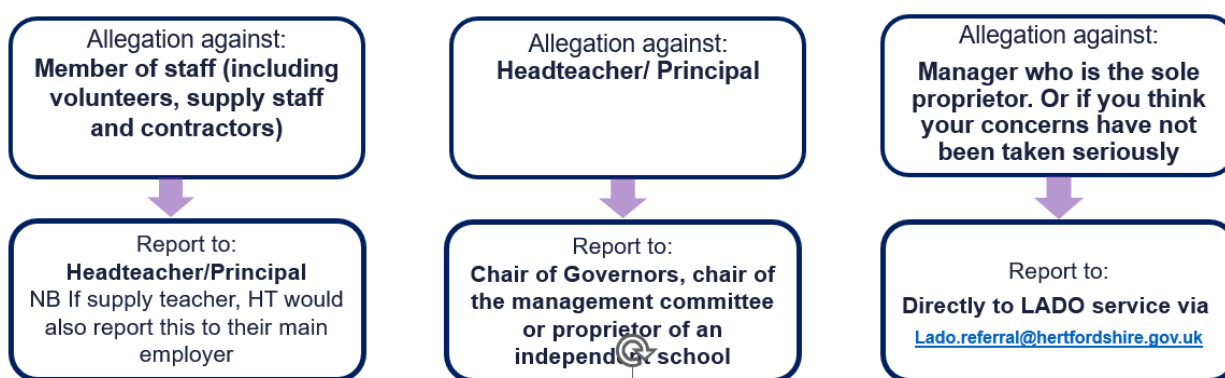 Allegation against:
Member of staff (including
volunteers, supply staff
and contractors)
Report to:
Headteacher/Principal
NB If supply teacher, HT would
also report this to their main
employer
Allegation against:
Headteacher/ Principal
Report to:
Chair of Governors, chair of
the management committee
or proprietor of an
independent school
Allegation against:
Manager who is the sole
proprietor. Or if you think
your concerns have not
been taken seriously
Report to:
Directly to LADO service via
Lado.referral@hertfordshire.gov.uk